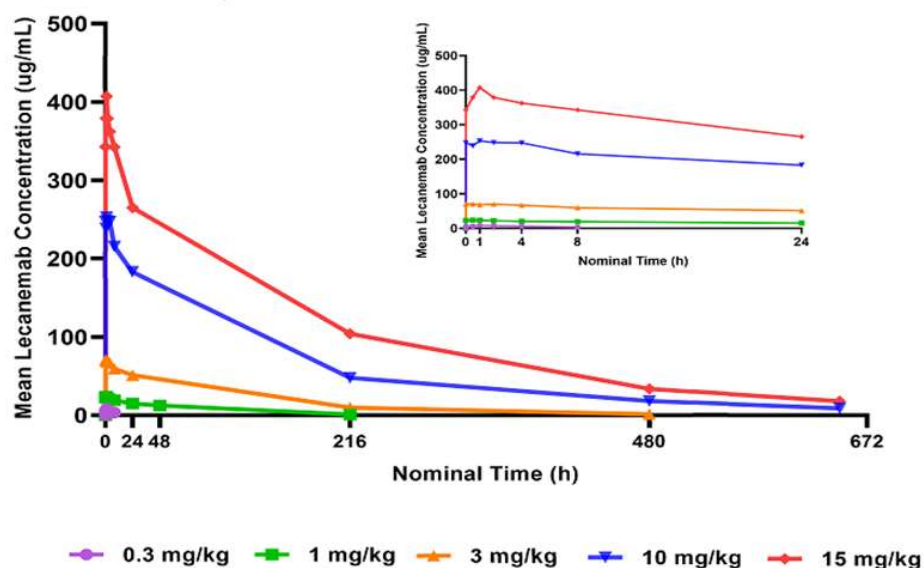 Mean Lecanemab Concentration (ug/mL)
500
400
300
200
100
0
0 24 48 216 480 672
Nominal Time (h)
Mean Lecanemab Concentration (ug/mL)
500
400
300
200
100
0
0 1 4 8 24
Nominal Time (h)
0.3 mg/kg 1 mg/kg 3 mg/kg 10 mg/kg 15 mg/kg